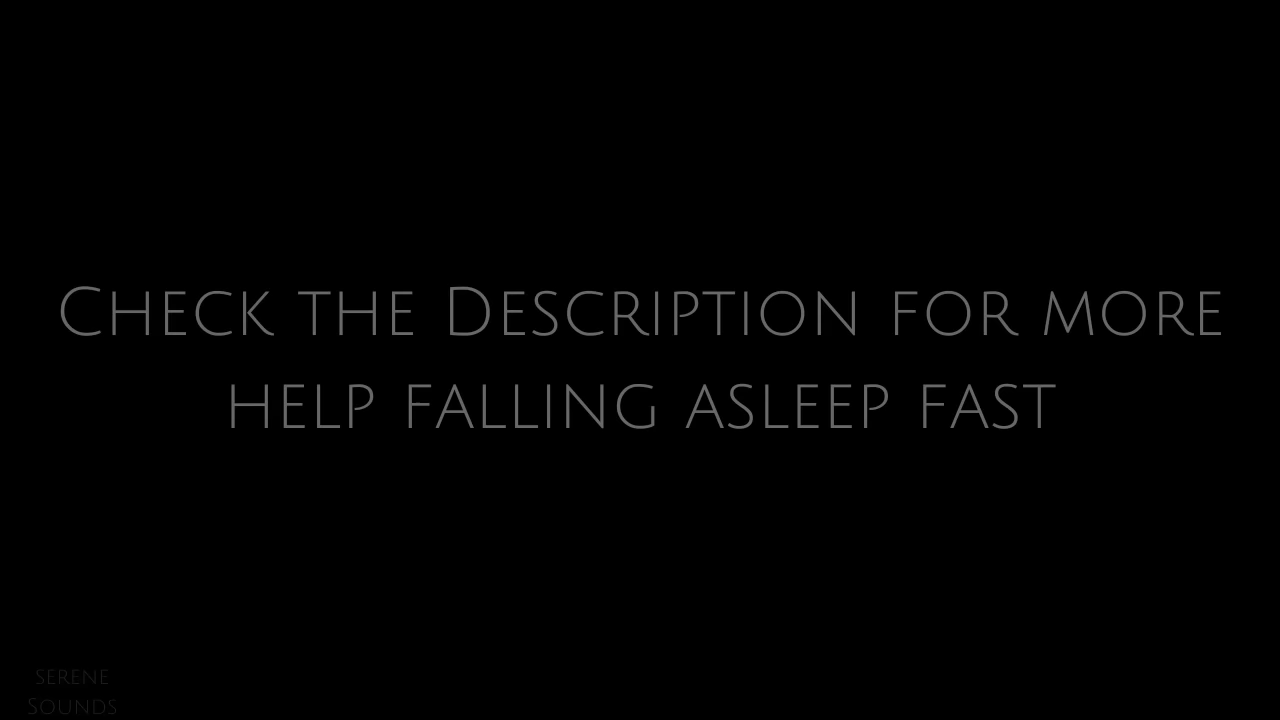 Check the Description for more
help falling asleep fast
Serene
Sounds